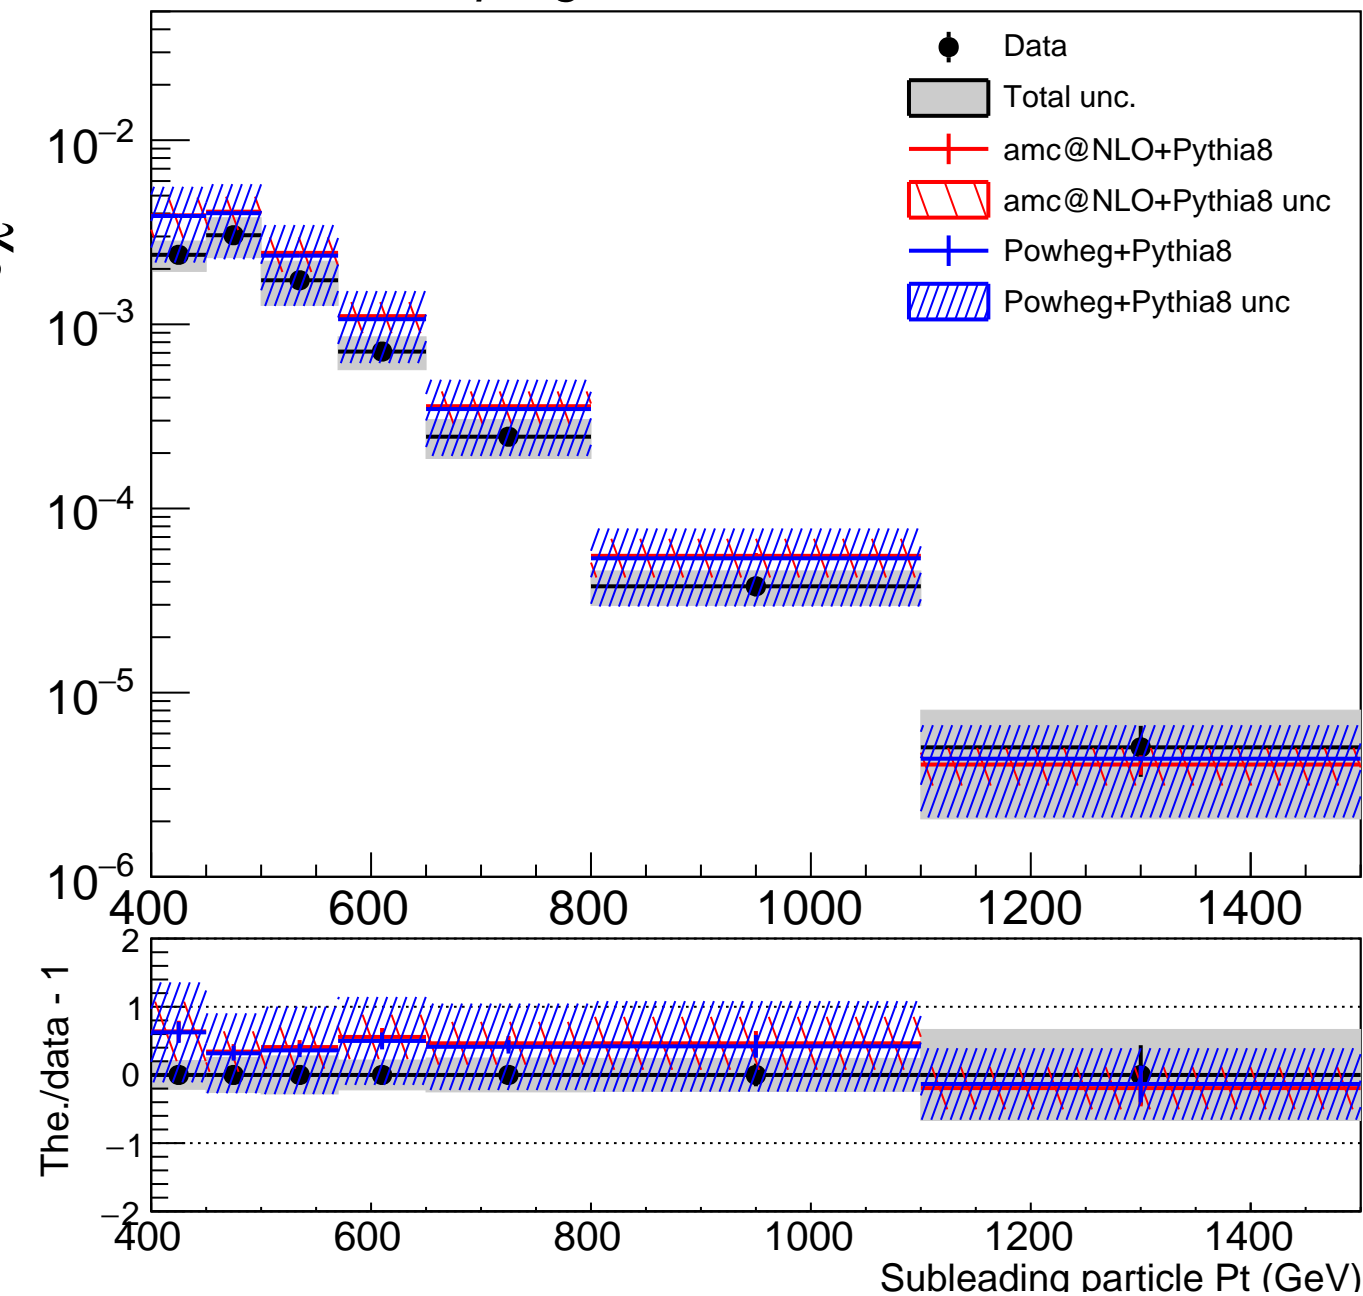 Data
Total unc.
amc@NLO+Pythia8
amc@NLO+Pythia8 unc
Powheg+Pythia8
Powheg+Pythia8 unc
10−2
10−3
10−4
10−5
10−6
400 600 800 1000 1200 1400
The./data - 1
2
1
0
−1
−2
400 600 800 1000 1200 1400
Subleading particle Pt (GeV)